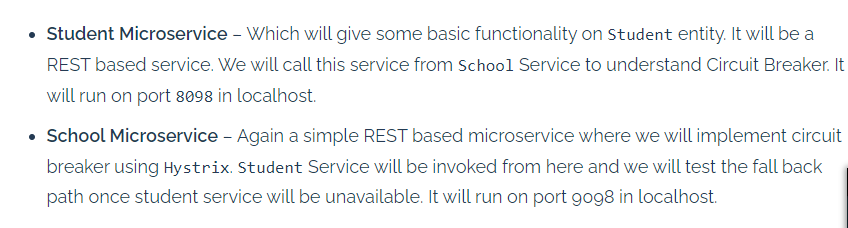 • Student Microservice – Which will give some basic functionality on Student entity. It will be a
REST based service. We will call this service from School Service to understand Circuit Breaker. It
will run on port 8098 in localhost.
• School Microservice – Again a simple REST based microservice where we will implement circuit
breaker using Hystrix. Student Service will be invoked from here and we will test the fall back
path once student service will be unavailable. It will run on port 9098 in localhost.